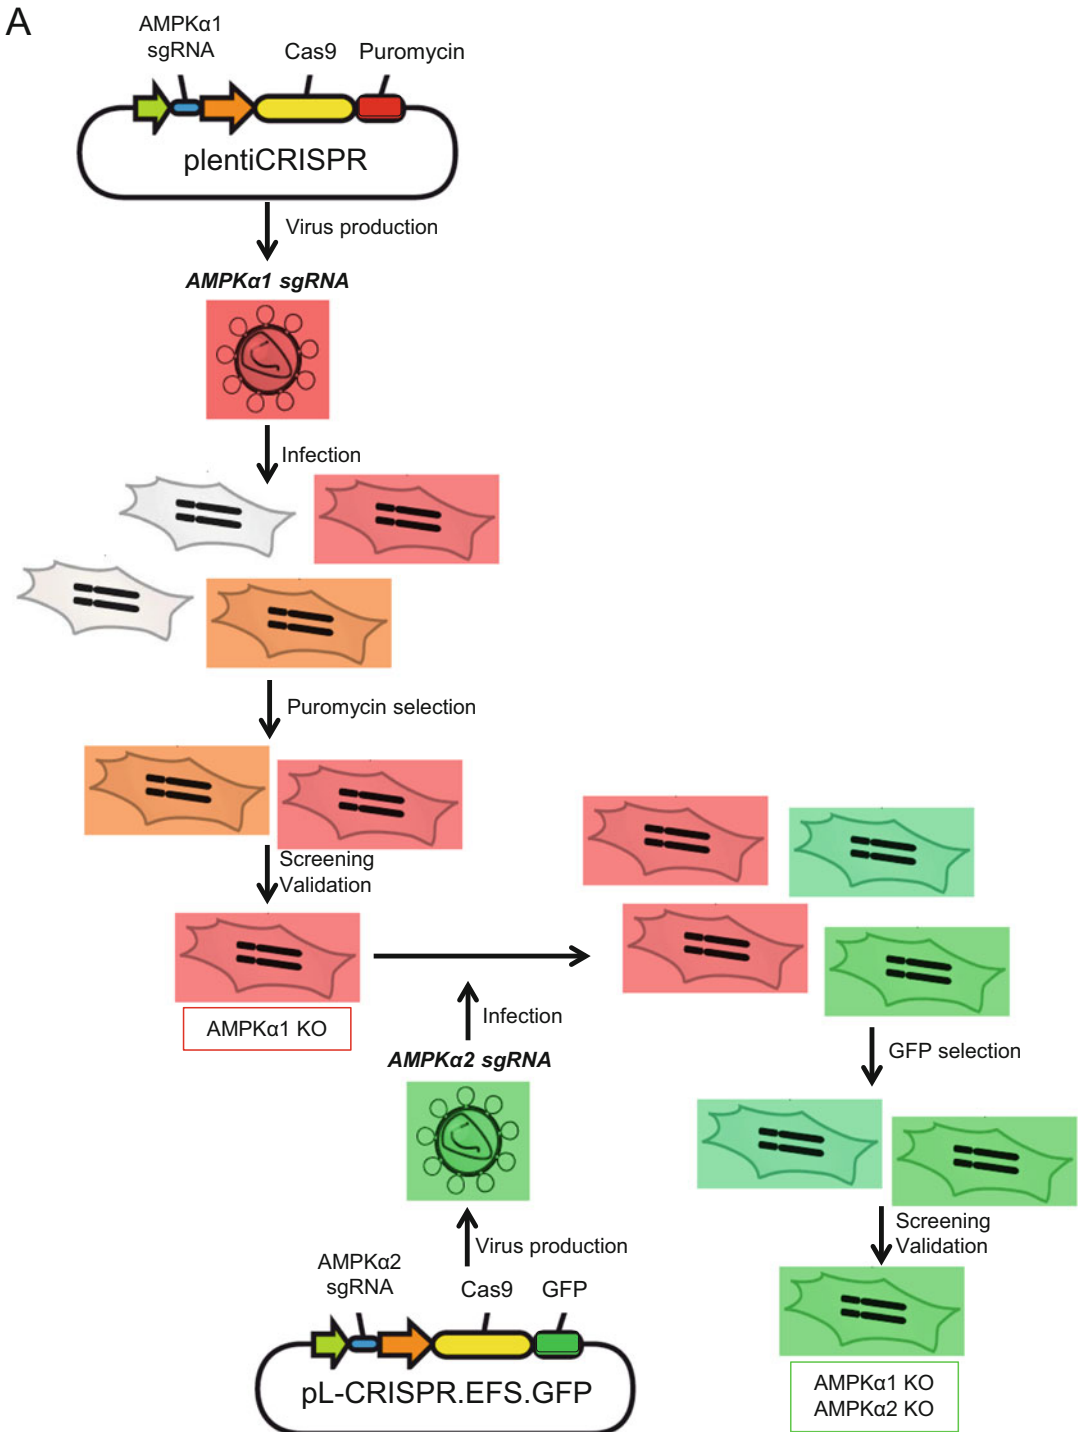 A
AMPKα1
sgRNA
Cas9
Puromycin
plentiCRISPR
Virus production
AMPKα1 sgRNA
Infection
Puromycin selection
Screening
Validation
AMPKα1 KO
Infection
AMPKα2 sgRNA
Virus production
AMPKα2
sgRNA
Cas9
GFP
pL-CRISPR.EFS.GFP
GFP selection
Screening
Validation
AMPKα1 KO
AMPKα2 KO